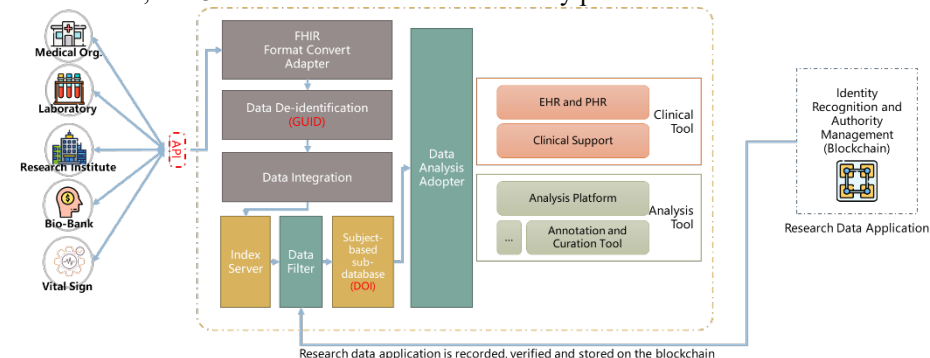 Medical Org.
Laboratory
Research Institute
Bio-Bank
Vital Sign
API
FHIR
Format Convert
Adapter
Data De-identification
(GUID)
Data Integration
Index
Server
Data
Filter
Subject-
based
sub-
database
(DOI)
Data
Analysis
Adopter
EHR and PHR
Clinical Support
Clinical
Tool
Analysis Platform
...
Annotation and
Curation Tool
Analysis
Tool
Identity
Recognition and
Authority
Management
(Blockchain)
Research Data Application
Research data application is recorded, verified and stored on the blockchain